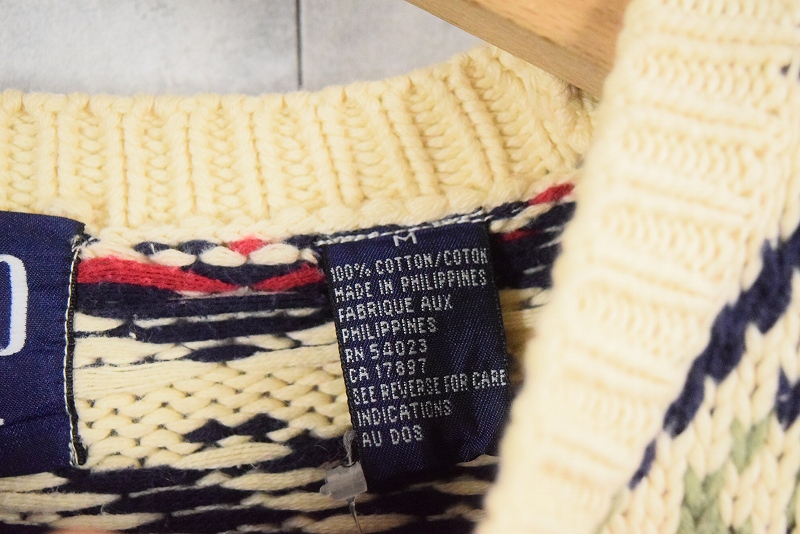 M
100% COTTON/COTON
MADE IN PHILIPPINES
FABRIQUE AUX
PHILIPPINES
RN 54023
CA 17897
SEE REVERSE FOR CARE
INDICATIONS
AU DOS